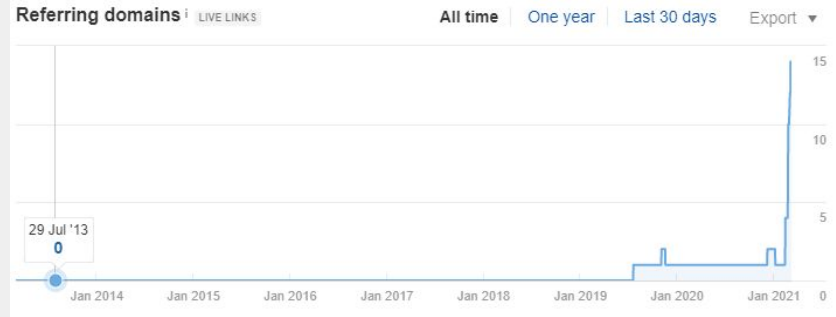 Referring domains i LIVE LINKS All time One year Last 30 days Export
15
10
5
29 Jul '13
0
Jan 2014 Jan 2015 Jan 2016 Jan 2017 Jan 2018 Jan 2019 Jan 2020 Jan 2021 0